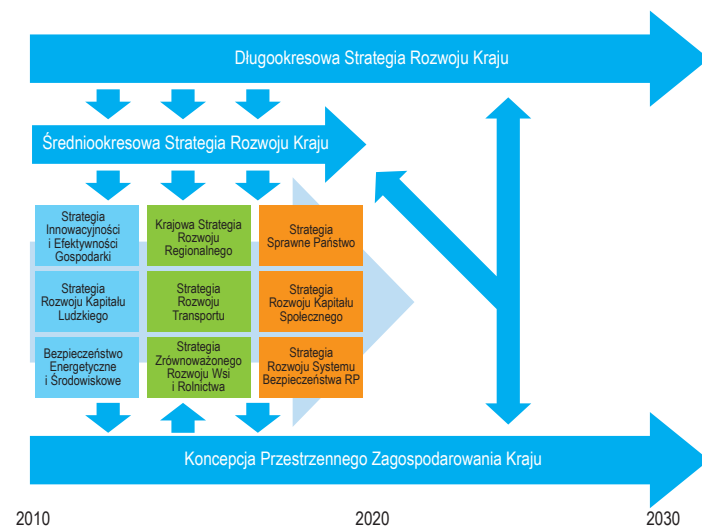 Długookresowa Strategia Rozwoju Kraju
Średniookresowa Strategia Rozwoju Kraju
Strategia
Innowacyjności
i Efektywności
Gospodarki
Krajowa Strategia
Rozwoju
Regionalnego
Strategia
Sprawne Państwo
Strategia
Rozwoju Kapitału
Ludzkiego
Strategia
Rozwoju
Transportu
Strategia
Rozwoju Kapitału
Społecznego
Bezpieczeństwo
Energetyczne
i Środowiskowe
Strategia
Zrównoważonego
Rozwoju Wsi
i Rolnictwa
Strategia
Rozwoju Systemu
Bezpieczeństwa RP
Koncepcja Przestrzennego Zagospodarowania Kraju
2010 2020 2030